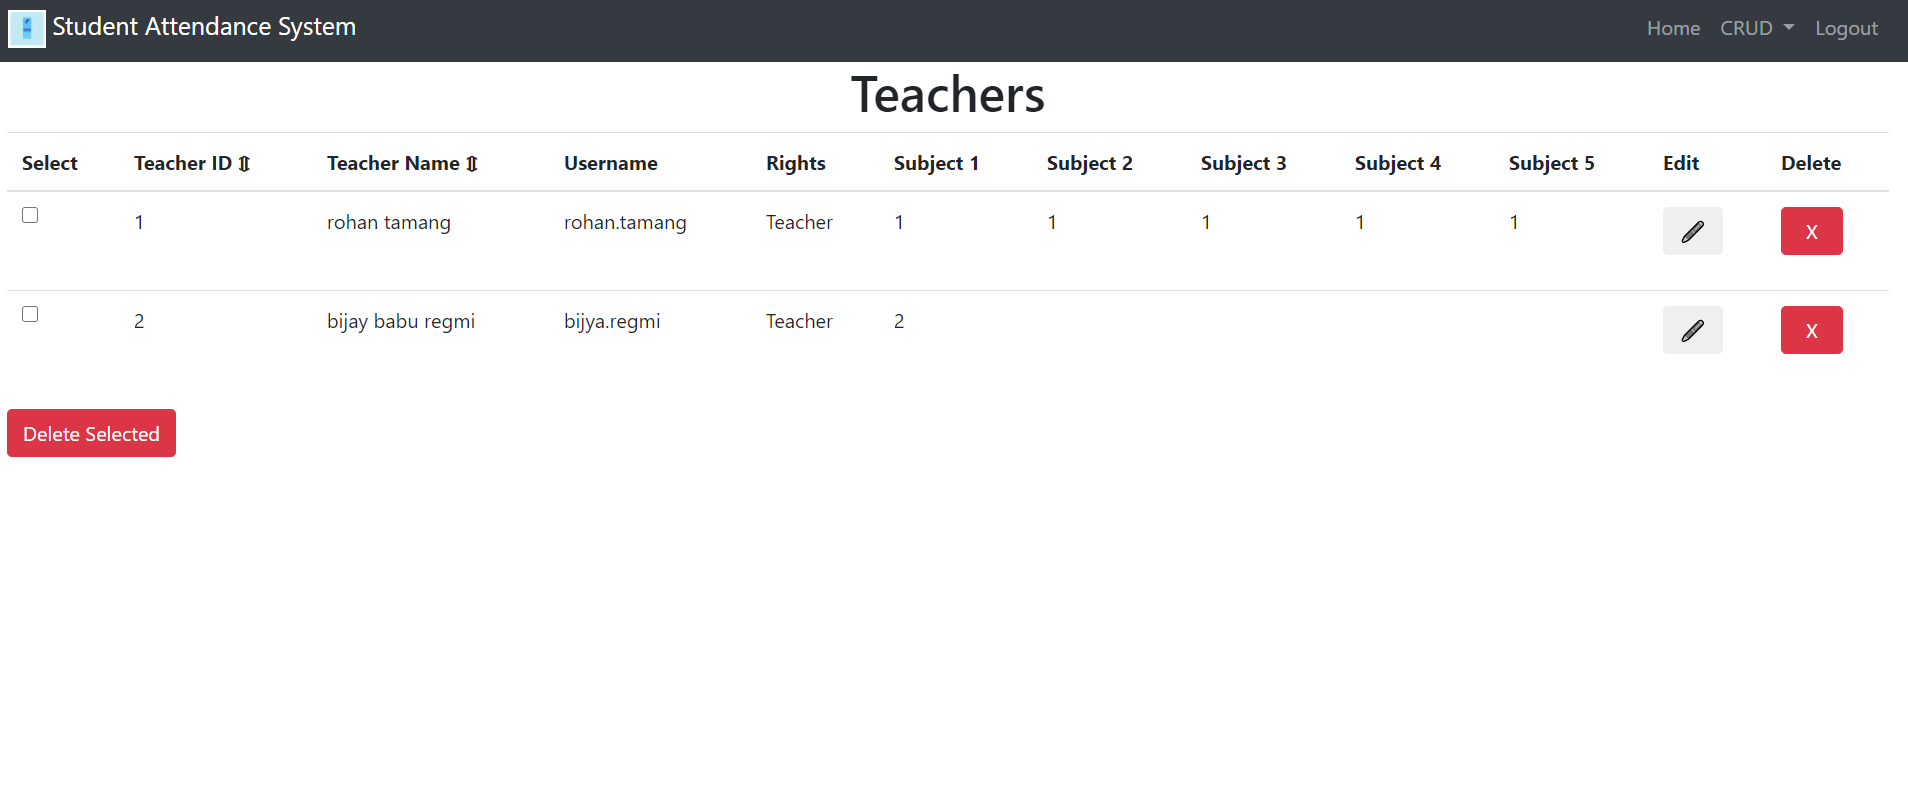 Student Attendance System Home CRUD Logout
Teachers
Select Teacher ID ⇕ Teacher Name ⇕ Username Rights Subject 1 Subject 2 Subject 3 Subject 4 Subject 5 Edit Delete
1 rohan tamang rohan.tamang Teacher 1 1 1 1 1 X
2 bijay babu regmi bijya.regmi Teacher 2 X
Delete Selected